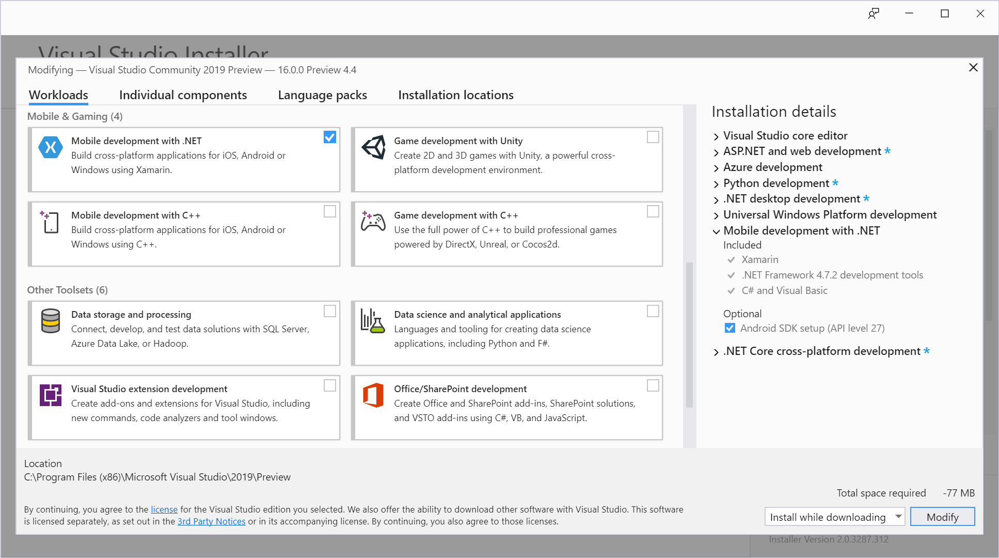 Visual Studio Installer
Modifying — Visual Studio Community 2019 Preview — 16.0.0 Preview 4.4
Workloads
Individual components
Language packs
Installation locations
Mobile & Gaming (4)
Mobile development with .NET
Build cross-platform applications for iOS, Android or
Windows using Xamarin.
Game development with Unity
Create 2D and 3D games with Unity, a powerful cross-
platform development environment.
Mobile development with C++
Build cross-platform applications for iOS, Android or
Windows using C++.
Game development with C++
Use the full power of C++ to build professional games
powered by DirectX, Unreal, or Cocos2d.
Other Toolsets (6)
Data storage and processing
Connect, develop, and test data solutions with SQL Server,
Azure Data Lake, or Hadoop.
Data science and analytical applications
Languages and tooling for creating data science
applications, including Python and F#.
Visual Studio extension development
Create add-ons and extensions for Visual Studio, including
new commands, code analyzers and tool windows.
Office/SharePoint development
Create Office and SharePoint add-ins, SharePoint solutions,
and VSTO add-ins using C#, VB, and JavaScript.
Installation details
Visual Studio core editor
ASP.NET and web development *
Azure development
Python development *
.NET desktop development *
Universal Windows Platform development
Mobile development with .NET
Included
Xamarin
.NET Framework 4.7.2 development tools
C# and Visual Basic
Optional
Android SDK setup (API level 27)
.NET Core cross-platform development *
Location
C:\Program Files (x86)\Microsoft Visual Studio\2019\Preview
Total space required -77 MB
By continuing, you agree to the license for the Visual Studio edition you selected. We also offer the ability to download other software with Visual Studio. This software
is licensed separately, as set out in the 3rd Party Notices or in its accompanying license. By continuing, you also agree to those licenses.
Install while downloading
Modify
Installer Version 2.0.3287.312